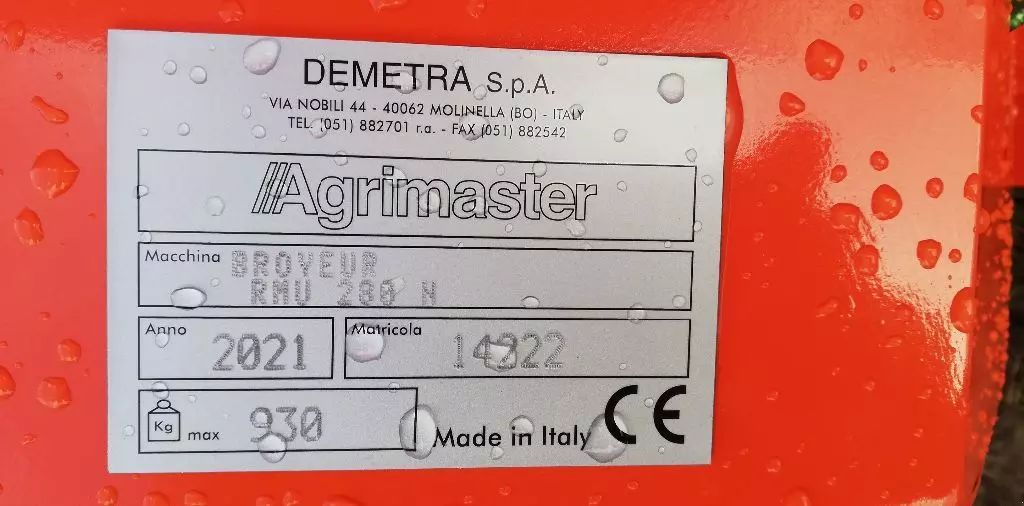 DEMETRA S.p.A.
VIA NOBILI 44 - 40062 MOLINELLA (BO) - ITALY
TEL. (051) 882701 r.a. - FAX (051) 882542
Agrimaster
Macchina BROYEUR
RMU 280
Anno 2021 Matricola
Kg max 930 Made in Italy CE